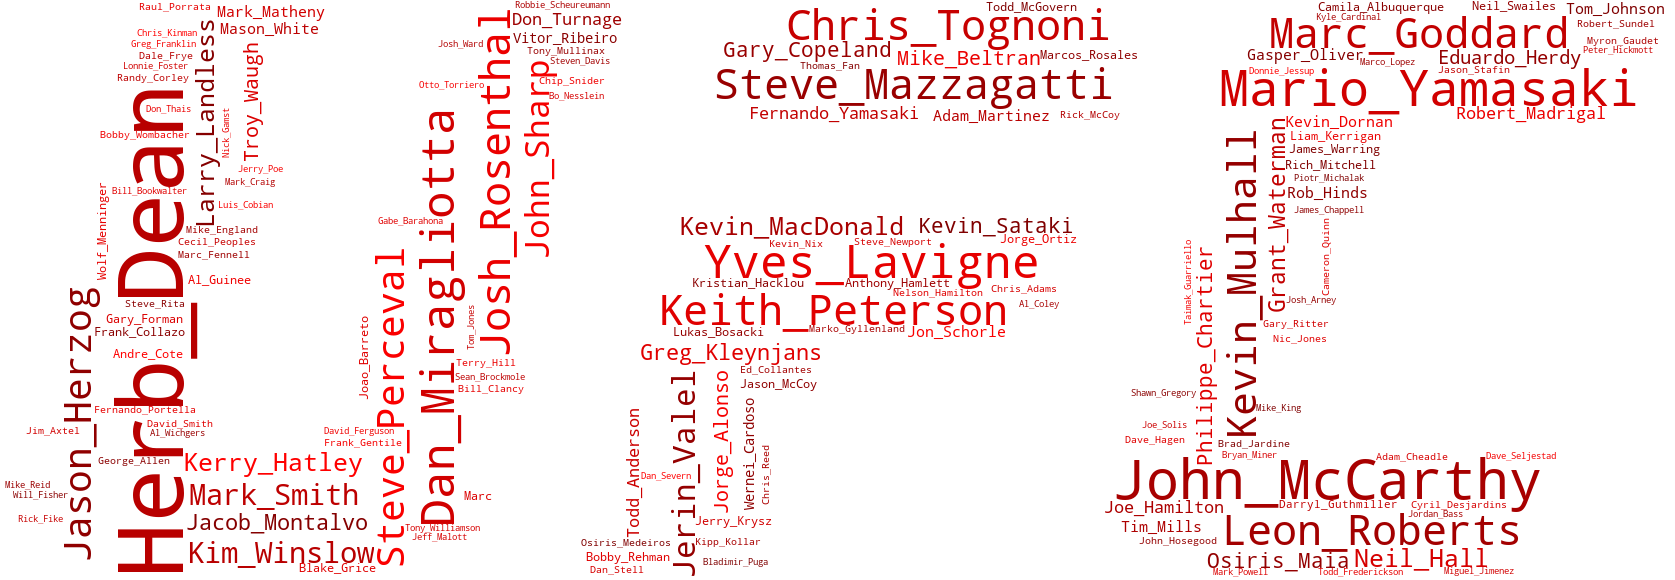 Raul_Porrata
Mark_Matheny
Mason_White
Chris_Kinman
Greg_Franklin
Dale_Frye
Lonnie_Foster
Randy_Corley
Larry_Landless
Troy_Waugh
Don_Thais
Nick_Gamst
Bobby_Wombacher
Jerry_Poe
Mark_Craig
Bill_Bookwalter
Wolf_Menninger
Luis_Cobian
Mike_England
Cecil_Peoples
Marc_Fennell
Al_Guinee
Herb_Dean
Jason_Herzog
Steve_Rita
Gary_Forman
Frank_Collazo
Andre_Cote
Fernando_Portella
David_Smith
Al_Wichgers
Jim_Axtel
George_Allen
Kerry_Hatley
Mike_Reid
Will_Fisher
Rick_Fike
Mark_Smith
Jacob_Montalvo
Kim_Winslow
Blake_Grice
Robbie_Scheureumann
Don_Turnage
Vitor_Ribeiro
Josh_Ward
Tony_Mullinax
Steven_Davis
Otto_Torriero
Chip_Snider
Bo_Nesslein
Josh_Rosenthal
John_Sharp
Gabe_Barahona
Dan_Miragliotta
Steve_Perceval
Joao_Barreto
Tom_Jones
Terry_Hill
Sean_Brockmole
Bill_Clancy
David_Ferguson
Frank_Gentile
Marc
Tony_Williamson
Jeff_Malott
Todd_McGovern
Chris_Tognoni
Gary_Copeland
Mike_Beltran
Marcos_Rosales
Thomas_Fan
Steve_Mazzagatti
Fernando_Yamasaki
Adam_Martinez
Rick_McCoy
Kevin_MacDonald
Kevin_Sataki
Kevin_Nix
Steve_Newport
Jorge_Ortiz
Yves_Lavigne
Kristian_Hacklou
Anthony_Hamlett
Nelson_Hamilton
Chris_Adams
Al_Coley
Keith_Peterson
Lukas_Bosacki
Marko_Gyllenland
Jon_Schorle
Greg_Kleynjans
Ed_Collantes
Jason_McCoy
Jerin_Valel
Jorge_Alonso
Wernei_Cardoso
Chris_Reed
Todd_Anderson
Dan_Severn
Jerry_Krysz
Osiris_Medeiros
Kipp_Kollar
Bobby_Rehman
Bladimir_Puga
Dan_Stell
Camila_Albuquerque
Neil_Swailes
Tom_Johnson
Kyle_Cardinal
Robert_Sundel
Marc_Goddard
Myron_Gaudet
Peter_Hickmott
Gasper_Oliver
Marco_Lopez
Eduardo_Herdy
Donnie_Jessup
Jason_Stafin
Mario_Yamasaki
Robert_Madrigal
Kevin_Dornan
Liam_Kerrigan
James_Warring
Rich_Mitchell
Piotr_Michalak
Rob_Hinds
James_Chappell
Kevin_Mulhall
Grant_Waterman
Cameron_Quinn
Taimak_Guarriello
Philippe_Chartier
Josh_Arney
Gary_Ritter
Nic_Jones
Shawn_Gregory
Mike_King
Joe_Solis
Dave_Hagen
Brad_Jardine
Bryan_Miner
Adam_Cheadle
Dave_Seljestad
John_McCarthy
Joe_Hamilton
Darryl_Guthmiller
Cyril_Desjardins
Jordan_Bass
Tim_Mills
Leon_Roberts
John_Hosegood
Osiris_Maia
Neil_Hall
Mark_Powell
Todd_Frederickson
Miguel_Jimenez